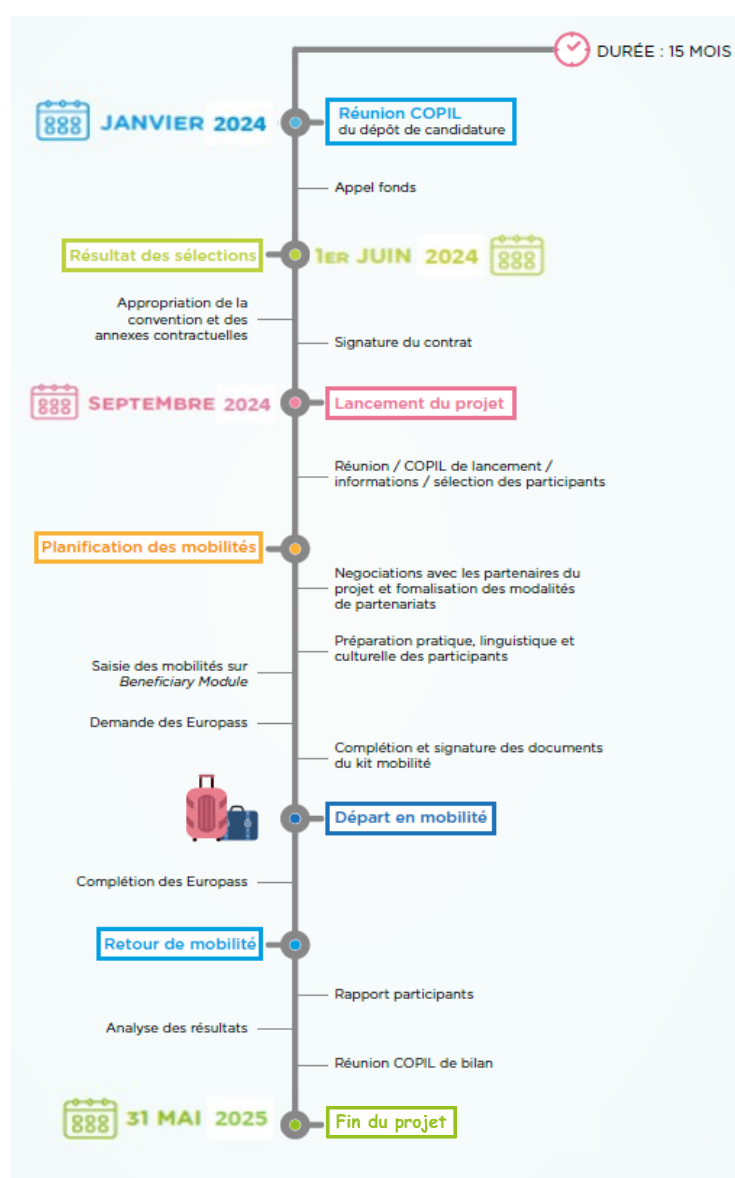 DURÉE : 15 MOIS
888 JANVIER 2024
Réunion COPIL
du dépôt de candidature
Appel fonds
Résultat des sélections
1ER JUIN 2024 888
Appropriation de la
convention et des
annexes contractuelles
Signature du contrat
888 SEPTEMBRE 2024
Lancement du projet
Réunion / COPIL de lancement /
informations / sélection des participants
Planification des mobilités
Negociations avec les partenaires du
projet et fomalisation des modalités
de partenariats
Préparation pratique, linguistique et
culturelle des participants
Saisie des mobilités sur
Beneficiary Module
Demande des Europass
Complétion et signature des documents
du kit mobilité
Départ en mobilité
Complétion des Europass
Retour de mobilité
Rapport participants
Analyse des résultats
Réunion COPIL de bilan
888 31 MAI 2025
Fin du projet